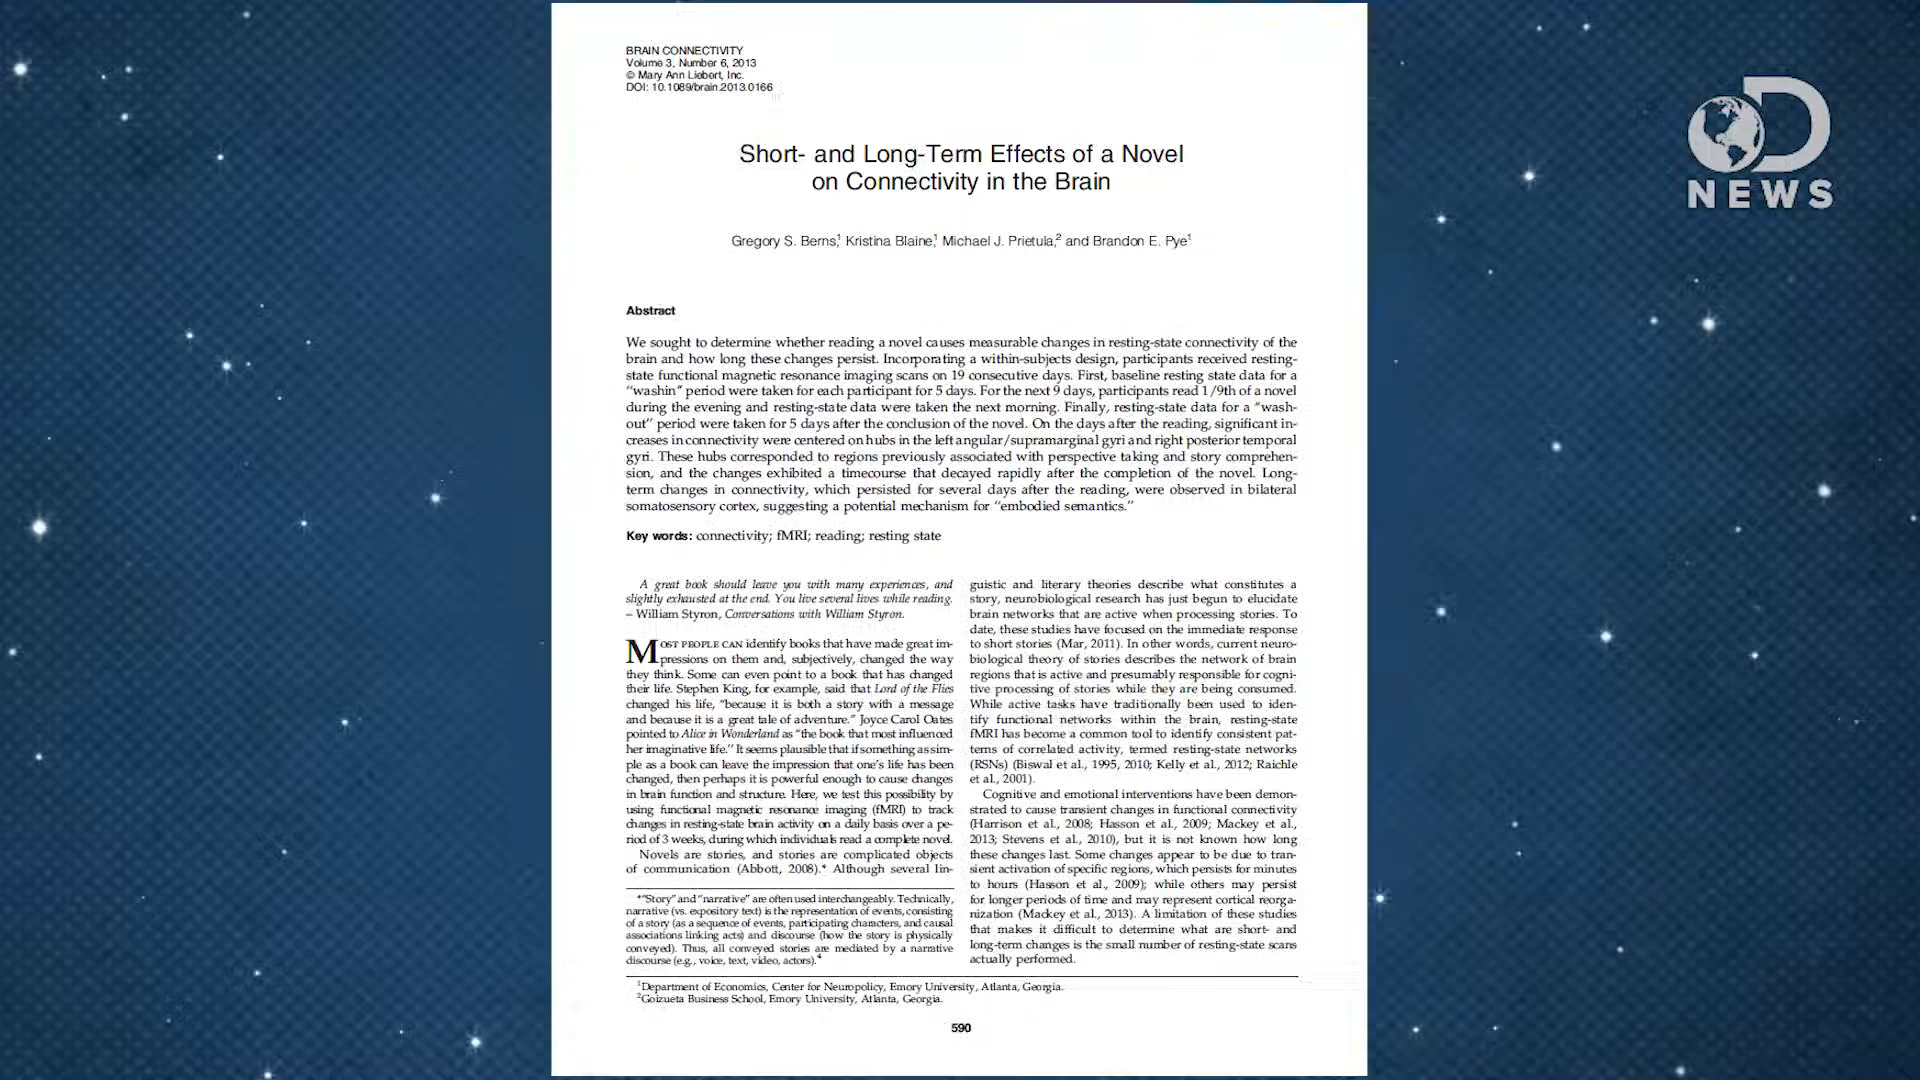 BRAIN CONNECTIVITY
Volume 3, Number 6, 2013
© Mary Ann Liebert, Inc.
DOI: 10.1089/brain.2013.0166
D
NEWS
Short- and Long-Term Effects of a Novel
on Connectivity in the Brain
Gregory S. Berns,1 Kristina Blaine,1 Michael J. Prietula,2 and Brandon E. Pye1
Abstract
We sought to determine whether reading a novel causes measurable changes in resting-state connectivity of the
brain and how long these changes persist. Incorporating a within-subjects design, participants received resting-
state functional magnetic resonance imaging scans on 19 consecutive days. First, baseline resting state data for a
“washin” period were taken for each participant for 5 days. For the next 9 days, participants read 1/9th of a novel
during the evening and resting-state data were taken the next morning. Finally, resting-state data for a “wash-
out” period were taken for 5 days after the conclusion of the novel. On the days after the reading, significant in-
creases in connectivity were centered on hubs in the left angular/supramarginal gyri and right posterior temporal
gyri. These hubs corresponded to regions previously associated with perspective taking and story comprehen-
sion, and the changes exhibited a timecourse that decayed rapidly after the completion of the novel. Long-
term changes in connectivity, which persisted for several days after the reading, were observed in bilateral
somatosensory cortex, suggesting a potential mechanism for “embodied semantics.”
Key words: connectivity; fMRI; reading; resting state
A great book should leave you with many experiences, and
slightly exhausted at the end. You live several lives while reading.
– William Styron, Conversations with William Styron.
MOST PEOPLE CAN identify books that have made great im-
pressions on them and, subjectively, changed the way
they think. Some can even point to a book that has changed
their life. Stephen King, for example, said that Lord of the Flies
changed his life, “because it is both a story with a message
and because it is a great tale of adventure.” Joyce Carol Oates
pointed to Alice in Wonderland as “the book that most influenced
her imaginative life.” It seems plausible that if something as sim-
ple as a book can leave the impression that one’s life has been
changed, then perhaps it is powerful enough to cause changes
in brain function and structure. Here, we test this possibility by
using functional magnetic resonance imaging (fMRI) to track
changes in resting-state brain activity on a daily basis over a pe-
riod of 3 weeks, during which individuals read a complete novel.
Novels are stories, and stories are complicated objects
of communication (Abbott, 2008).* Although several lin-
*“Story” and “narrative” are often used interchangeably. Technically,
narrative (vs. expository text) is the representation of events, consisting
of a story (as a sequence of events, participating characters, and causal
associations linking acts) and discourse (how the story is physically
conveyed). Thus, all conveyed stories are mediated by a narrative
discourse (e.g., voice, text, video, actors).4
guistic and literary theories describe what constitutes a
story, neurobiological research has just begun to elucidate
brain networks that are active when processing stories. To
date, these studies have focused on the immediate response
to short stories (Mar, 2011). In other words, current neuro-
biological theory of stories describes the network of brain
regions that is active and presumably responsible for cogni-
tive processing of stories while they are being consumed.
While active tasks have traditionally been used to iden-
tify functional networks within the brain, resting-state
fMRI has become a common tool to identify consistent pat-
terns of correlated activity, termed resting-state networks
(RSNs) (Biswal et al., 1995, 2010; Kelly et al., 2012; Raichle
et al., 2001).
Cognitive and emotional interventions have been demon-
strated to cause transient changes in functional connectivity
(Harrison et al., 2008; Hasson et al., 2009; Mackey et al.,
2013; Stevens et al., 2010), but it is not known how long
these changes last. Some changes appear to be due to tran-
sient activation of specific regions, which persists for minutes
to hours (Hasson et al., 2009); while others may persist
for longer periods of time and may represent cortical reorga-
nization (Mackey et al., 2013). A limitation of these studies
that makes it difficult to determine what are short- and
long-term changes is the small number of resting-state scans
actually performed.
1Department of Economics, Center for Neuropolicy, Emory University, Atlanta, Georgia.
2Goizueta Business School, Emory University, Atlanta, Georgia.
590